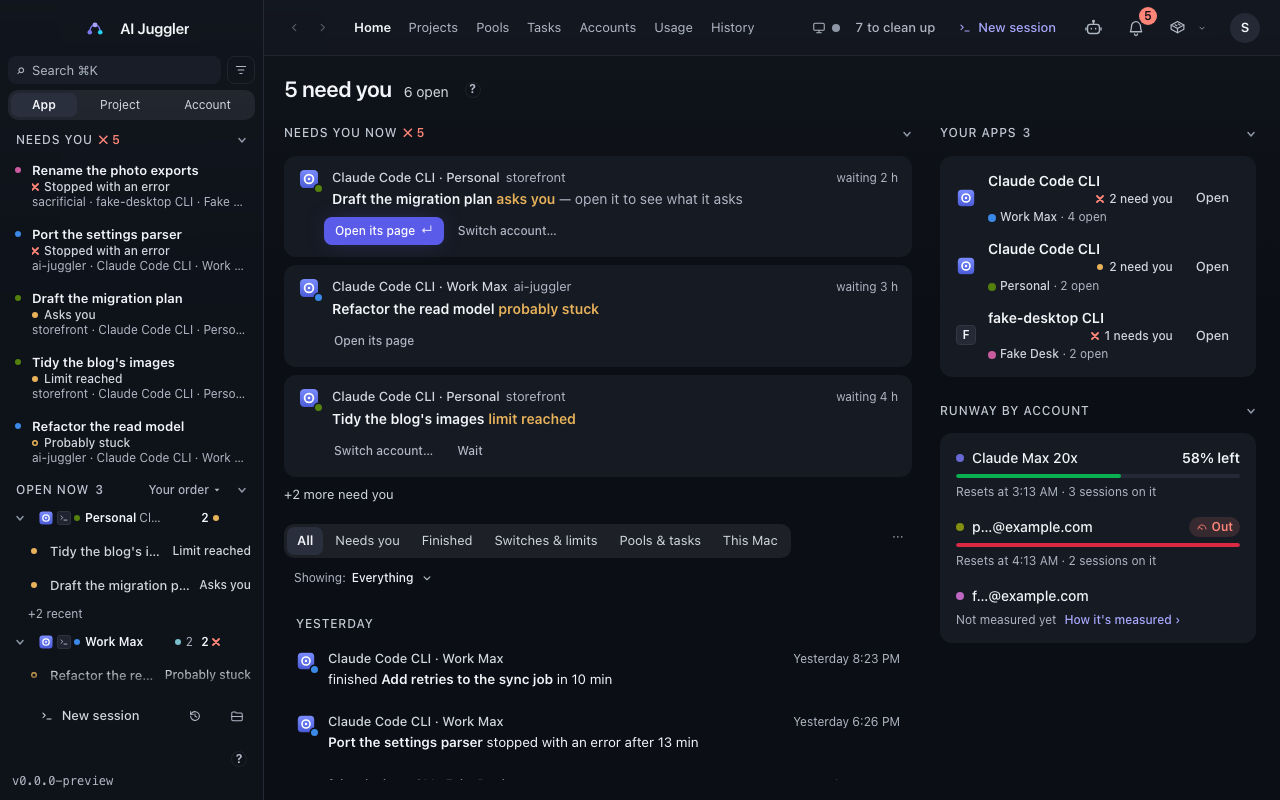 AI Juggler
Search ⌘K
App Project Account
NEEDS YOU 5
Rename the photo exports
Stopped with an error
sacrificial · fake-desktop CLI · Fake ...
Port the settings parser
Stopped with an error
ai-juggler · Claude Code CLI · Work ...
Draft the migration plan
Asks you
storefront · Claude Code CLI · Perso...
Tidy the blog's images
Limit reached
storefront · Claude Code CLI · Perso...
Refactor the read model
Probably stuck
ai-juggler · Claude Code CLI · Work ...
OPEN NOW 3 Your order
Personal Cl... 2
Tidy the blog's i... Limit reached
Draft the migration p... Asks you
+2 recent
Work Max 2 2
Refactor the re... Probably stuck
New session
?
v0.0.0-preview
Home Projects Pools Tasks Accounts Usage History
7 to clean up New session 5 S
5 need you 6 open ?
NEEDS YOU NOW 5
Claude Code CLI · Personal storefront waiting 2 h
Draft the migration plan asks you — open it to see what it asks
Open its page ↵ Switch account...
Claude Code CLI · Work Max ai-juggler waiting 3 h
Refactor the read model probably stuck
Open its page
Claude Code CLI · Personal storefront waiting 4 h
Tidy the blog's images limit reached
Switch account... Wait
+2 more need you
All Needs you Finished Switches & limits Pools & tasks This Mac ...
Showing: Everything
YESTERDAY
Claude Code CLI · Work Max Yesterday 8:23 PM
finished Add retries to the sync job in 10 min
Claude Code CLI · Work Max Yesterday 6:26 PM
Port the settings parser stopped with an error after 13 min
YOUR APPS 3
Claude Code CLI
2 need you Open
Work Max · 4 open
Claude Code CLI
2 need you Open
Personal · 2 open
F fake-desktop CLI
1 needs you Open
Fake Desk · 2 open
RUNWAY BY ACCOUNT
Claude Max 20x 58% left
Resets at 3:13 AM · 3 sessions on it
p...@example.com Out
Resets at 4:13 AM · 2 sessions on it
f...@example.com
Not measured yet How it's measured ›